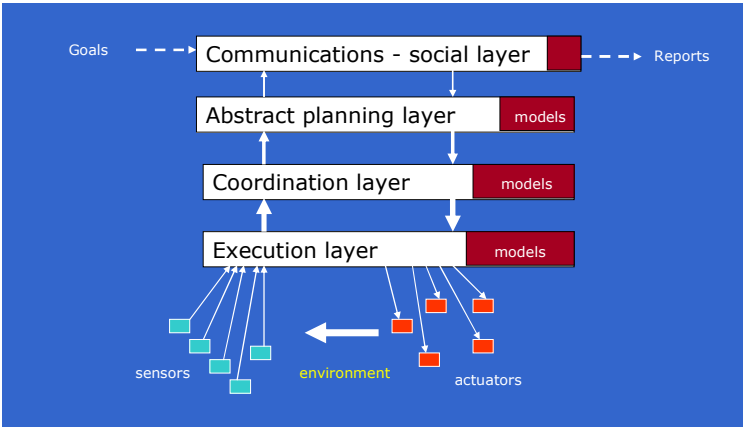 Goals
Communications - social layer
Reports
Abstract planning layer
models
Coordination layer
models
Execution layer
models
sensors
environment
actuators